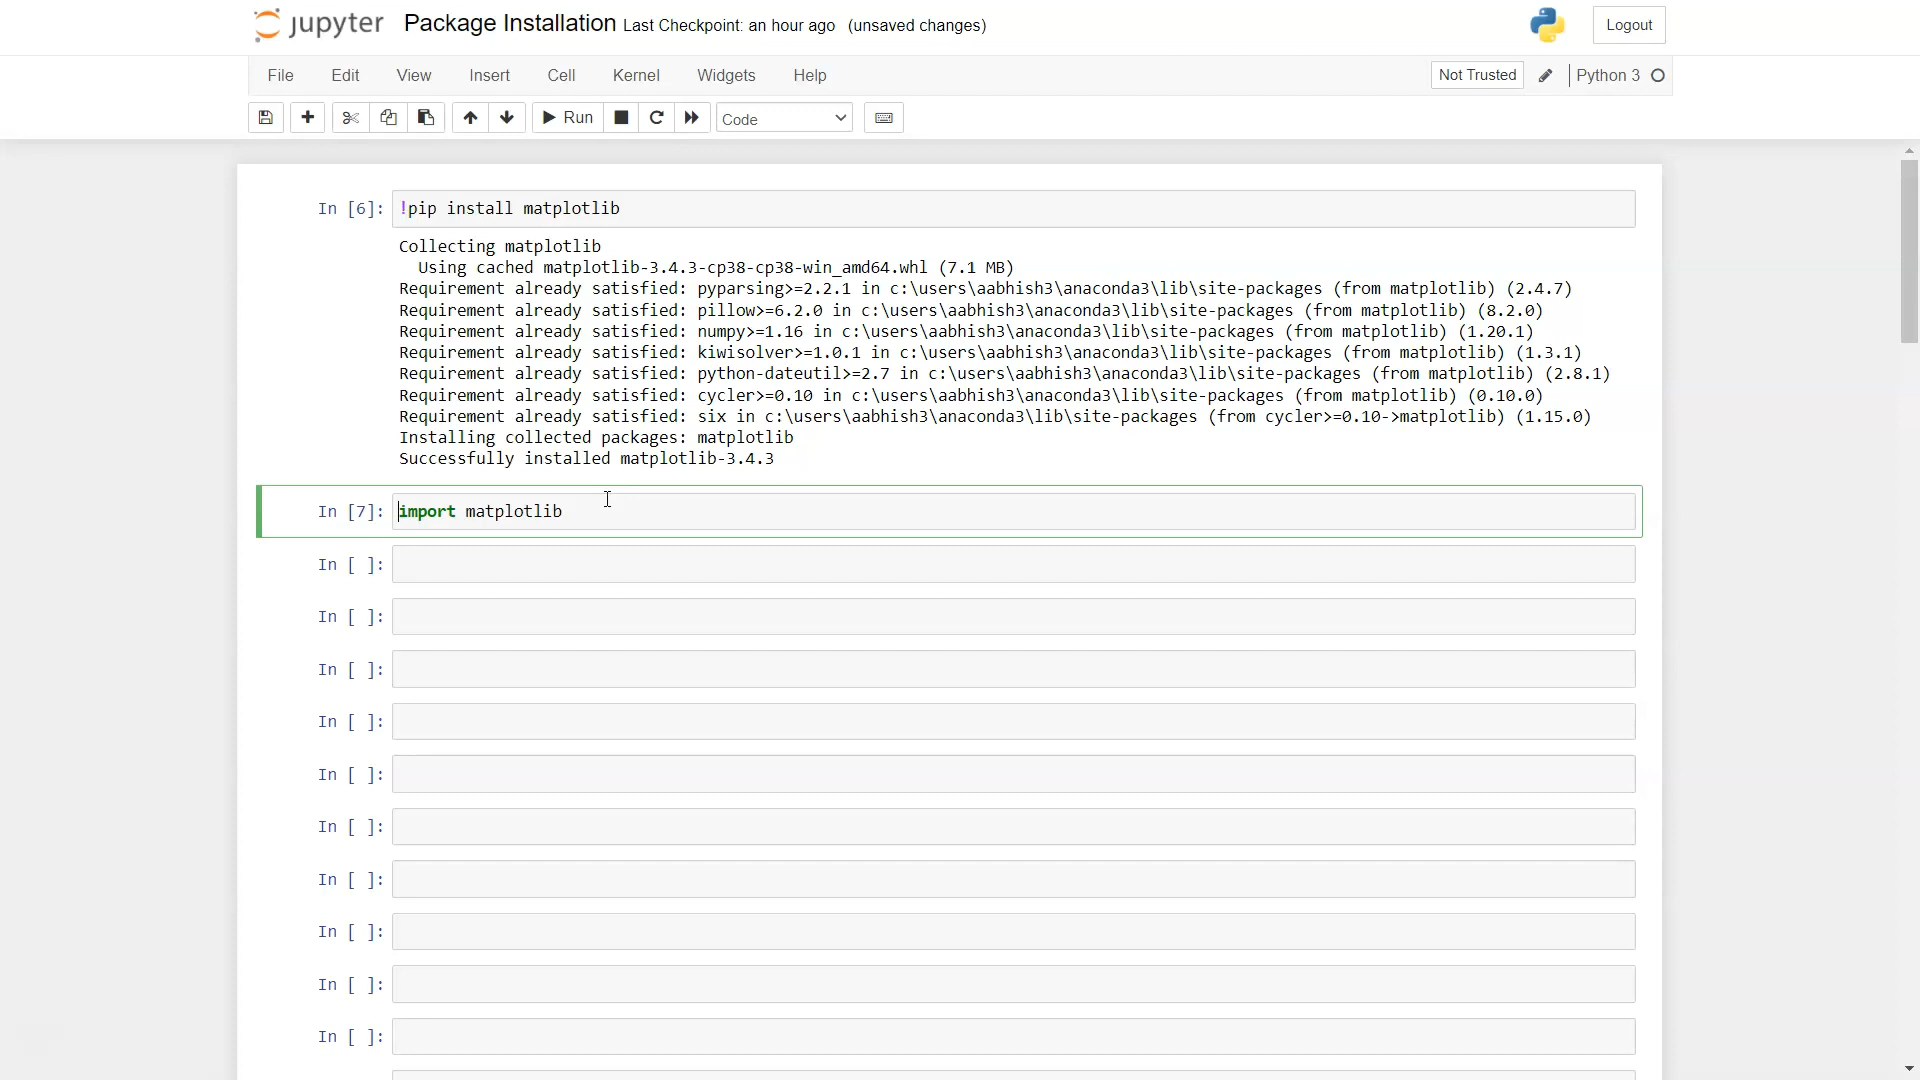 jupyter Package Installation Last Checkpoint: an hour ago (unsaved changes) Logout
File Edit View Insert Cell Kernel Widgets Help Not Trusted Python 3
Run Code
In [6]: !pip install matplotlib
Collecting matplotlib
Using cached matplotlib-3.4.3-cp38-cp38-win_amd64.whl (7.1 MB)
Requirement already satisfied: pyparsing>=2.2.1 in c:\users\aabhish3\anaconda3\lib\site-packages (from matplotlib) (2.4.7)
Requirement already satisfied: pillow>=6.2.0 in c:\users\aabhish3\anaconda3\lib\site-packages (from matplotlib) (8.2.0)
Requirement already satisfied: numpy>=1.16 in c:\users\aabhish3\anaconda3\lib\site-packages (from matplotlib) (1.20.1)
Requirement already satisfied: kiwisolver>=1.0.1 in c:\users\aabhish3\anaconda3\lib\site-packages (from matplotlib) (1.3.1)
Requirement already satisfied: python-dateutil>=2.7 in c:\users\aabhish3\anaconda3\lib\site-packages (from matplotlib) (2.8.1)
Requirement already satisfied: cycler>=0.10 in c:\users\aabhish3\anaconda3\lib\site-packages (from matplotlib) (0.10.0)
Requirement already satisfied: six in c:\users\aabhish3\anaconda3\lib\site-packages (from cycler>=0.10->matplotlib) (1.15.0)
Installing collected packages: matplotlib
Successfully installed matplotlib-3.4.3
In [7]: import matplotlib
In [ ]:
In [ ]:
In [ ]:
In [ ]:
In [ ]:
In [ ]:
In [ ]:
In [ ]:
In [ ]:
In [ ]: